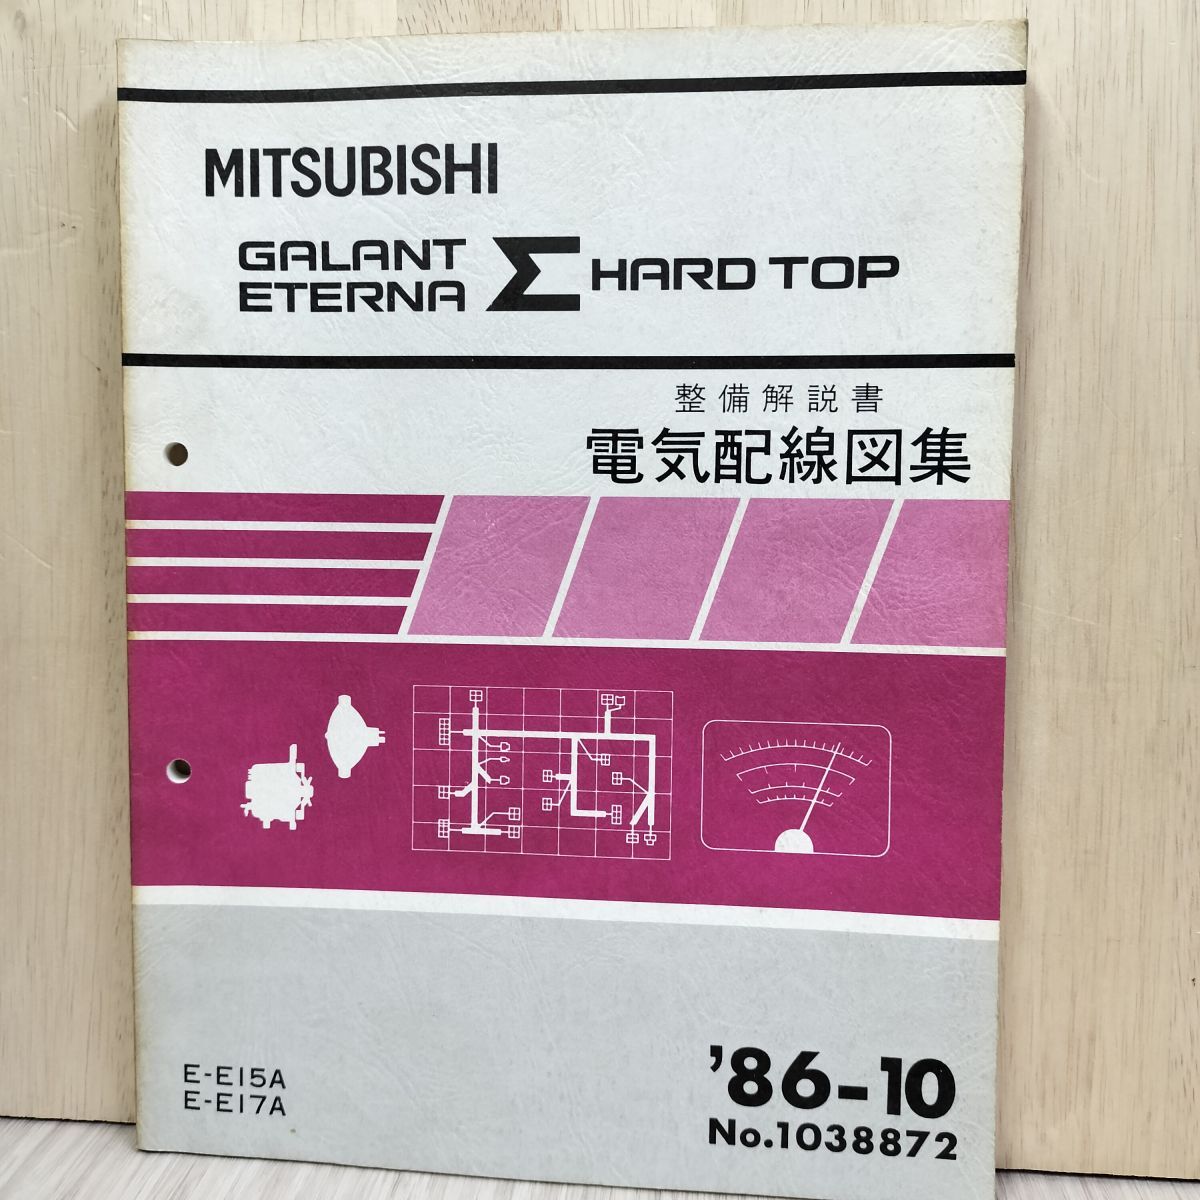 MITSUBISHI
GALANT
ETERNA
Σ HARD TOP
整備解説書
電気配線図集
E-E15A
E-E17A
'86-10
No.1038872